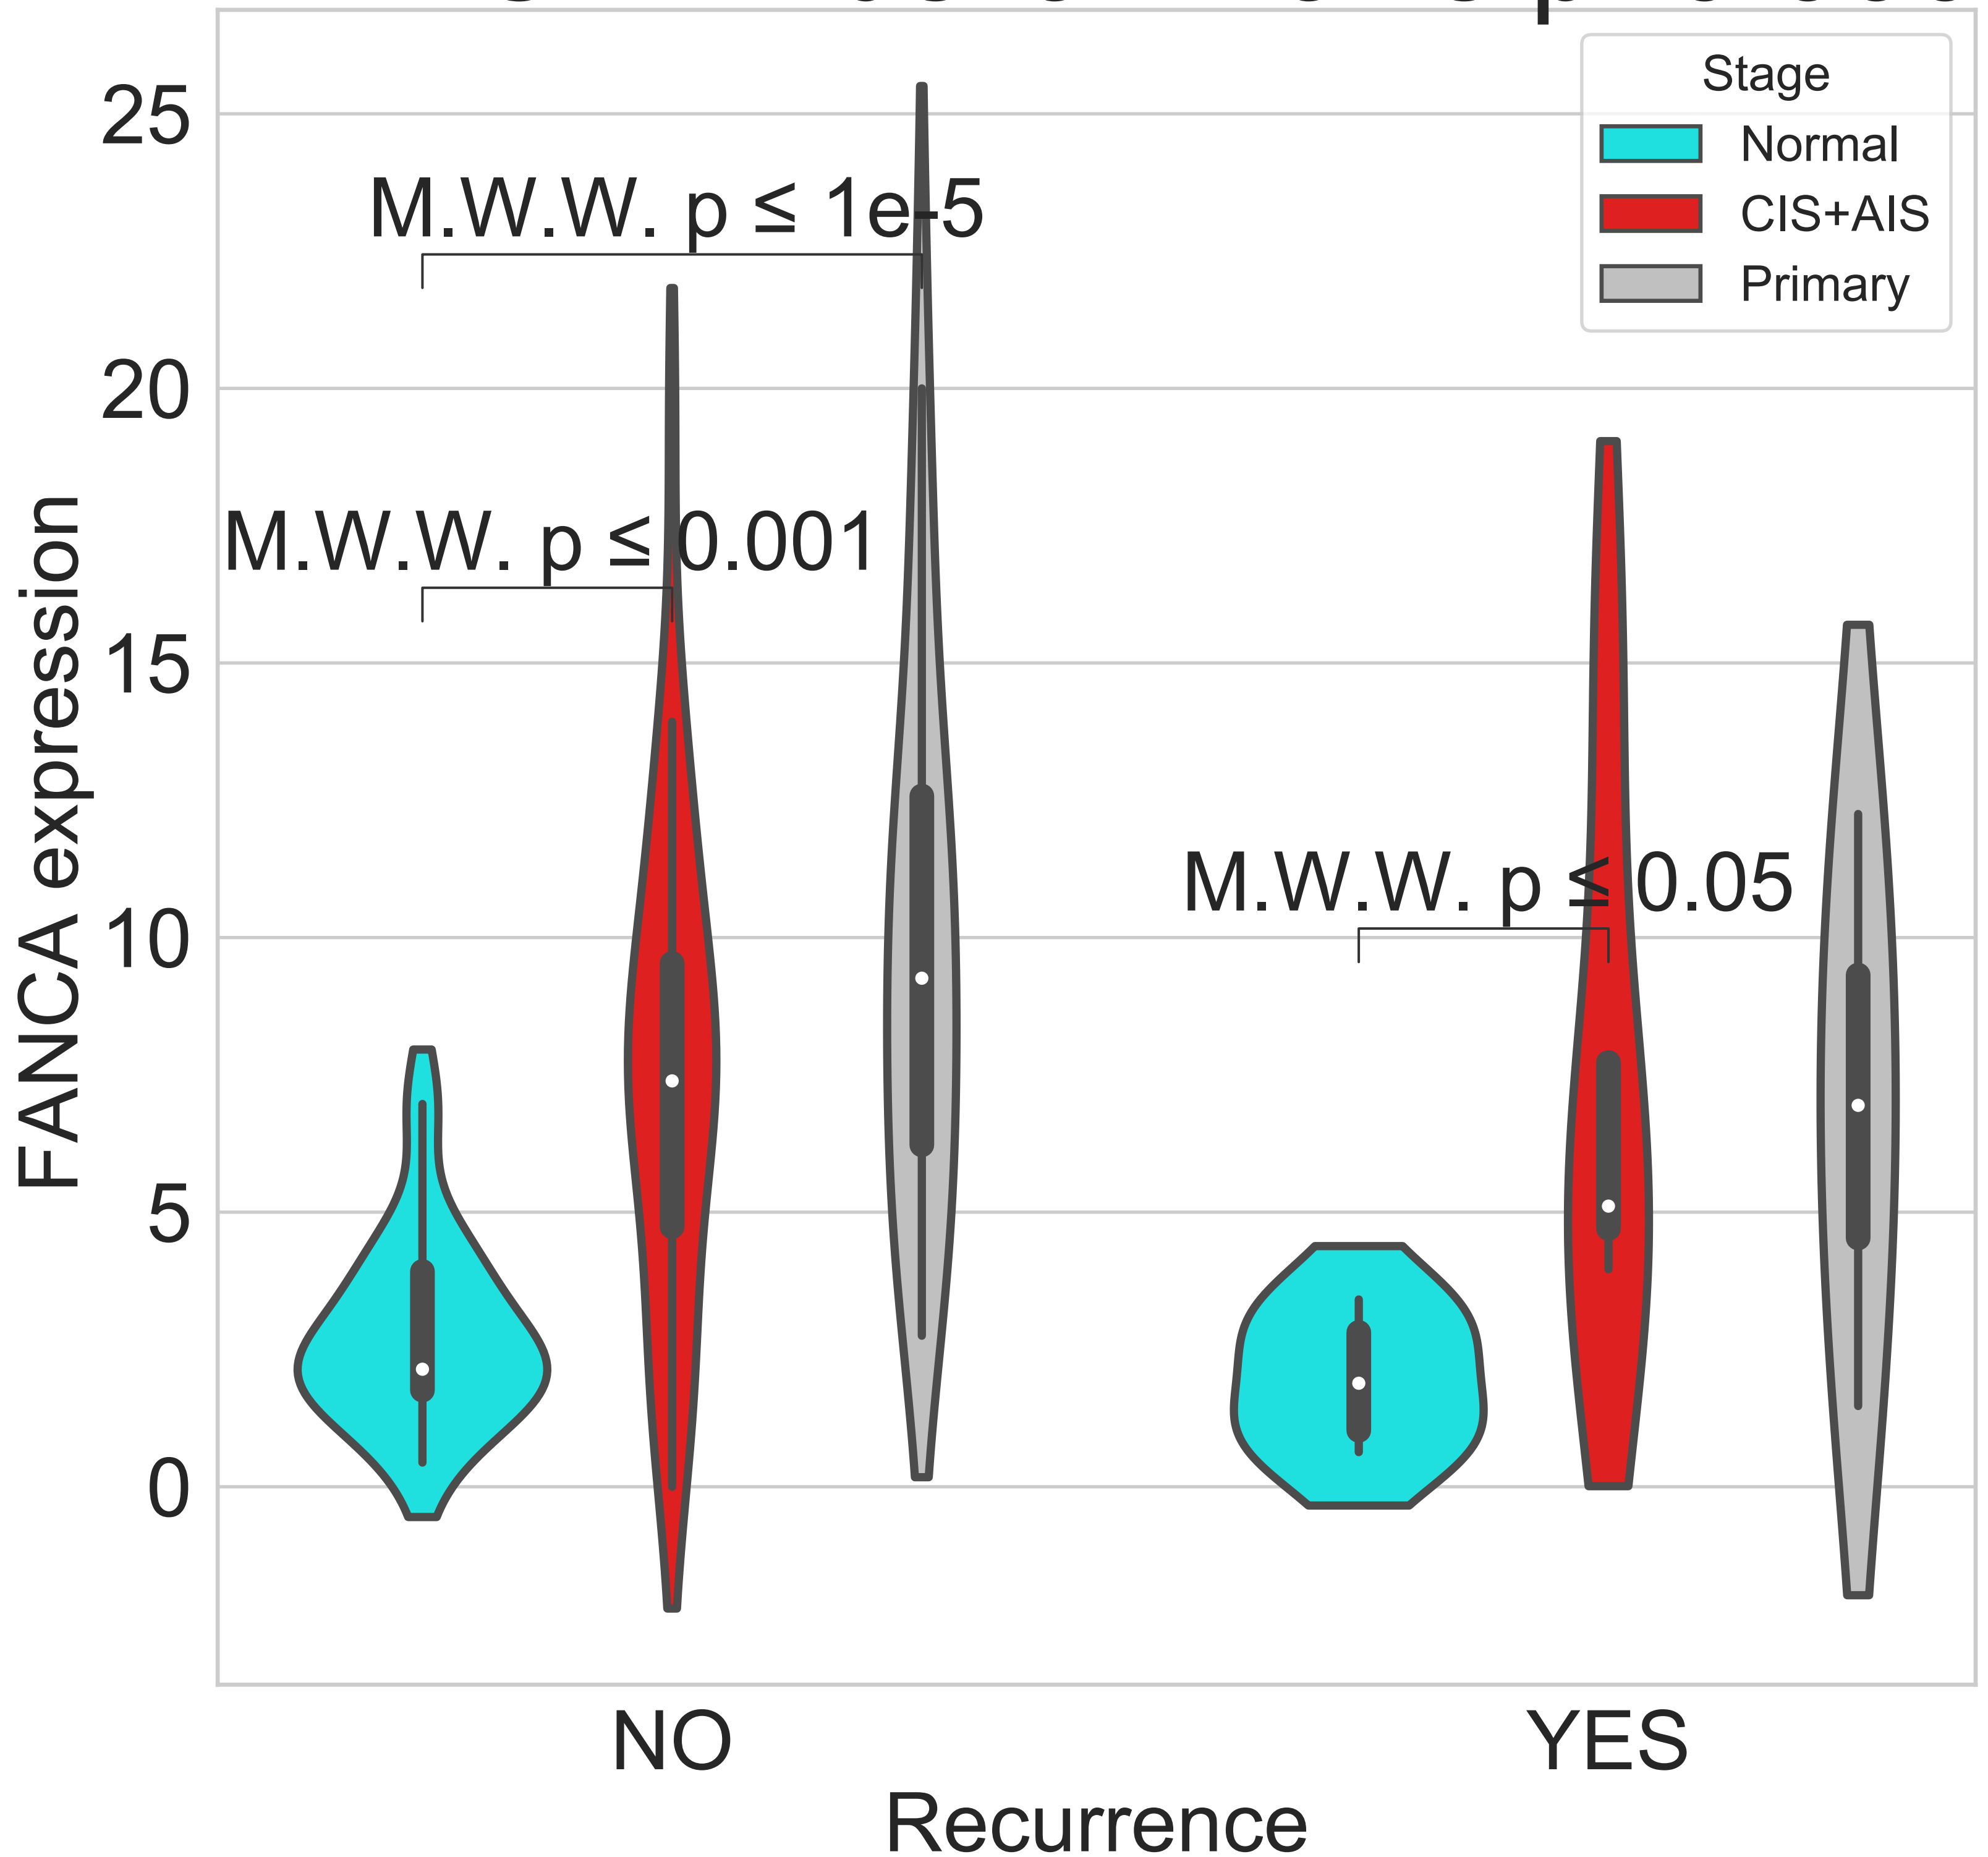 Stage
Normal
CIS+AIS
Primary
25
20
15
10
5
0
FANCA expression
M.W.W. p ≤ 1e-5
M.W.W. p ≤ 0.001
M.W.W. p ≤ 0.05
NO
YES
Recurrence